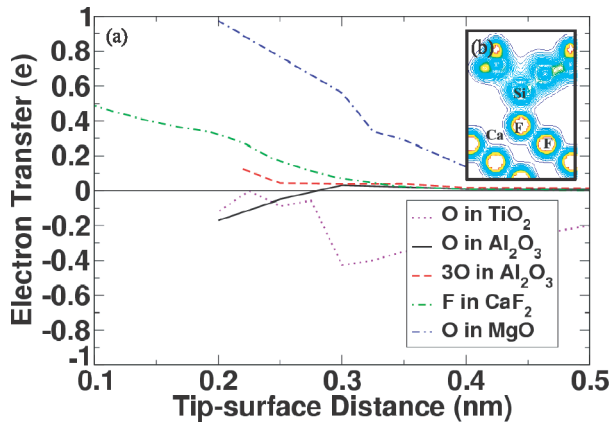 (a)
(b)
Si
Ca
F
F
Electron Transfer (e)
1
0.8
0.6
0.4
0.2
0
-0.2
-0.4
-0.6
-0.8
-1
O in TiO2
O in Al2O3
3O in Al2O3
F in CaF2
O in MgO
0.1 0.2 0.3 0.4 0.5
Tip-surface Distance (nm)